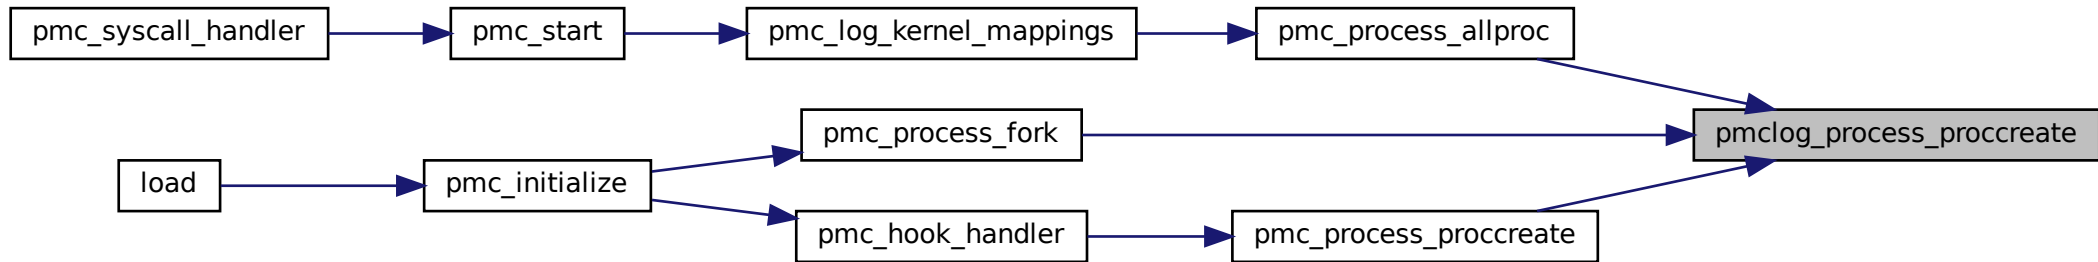 pmc_syscall_handler
pmc_start
pmc_log_kernel_mappings
pmc_process_allproc
pmc_process_fork
pmclog_process_proccreate
load
pmc_initialize
pmc_hook_handler
pmc_process_proccreate